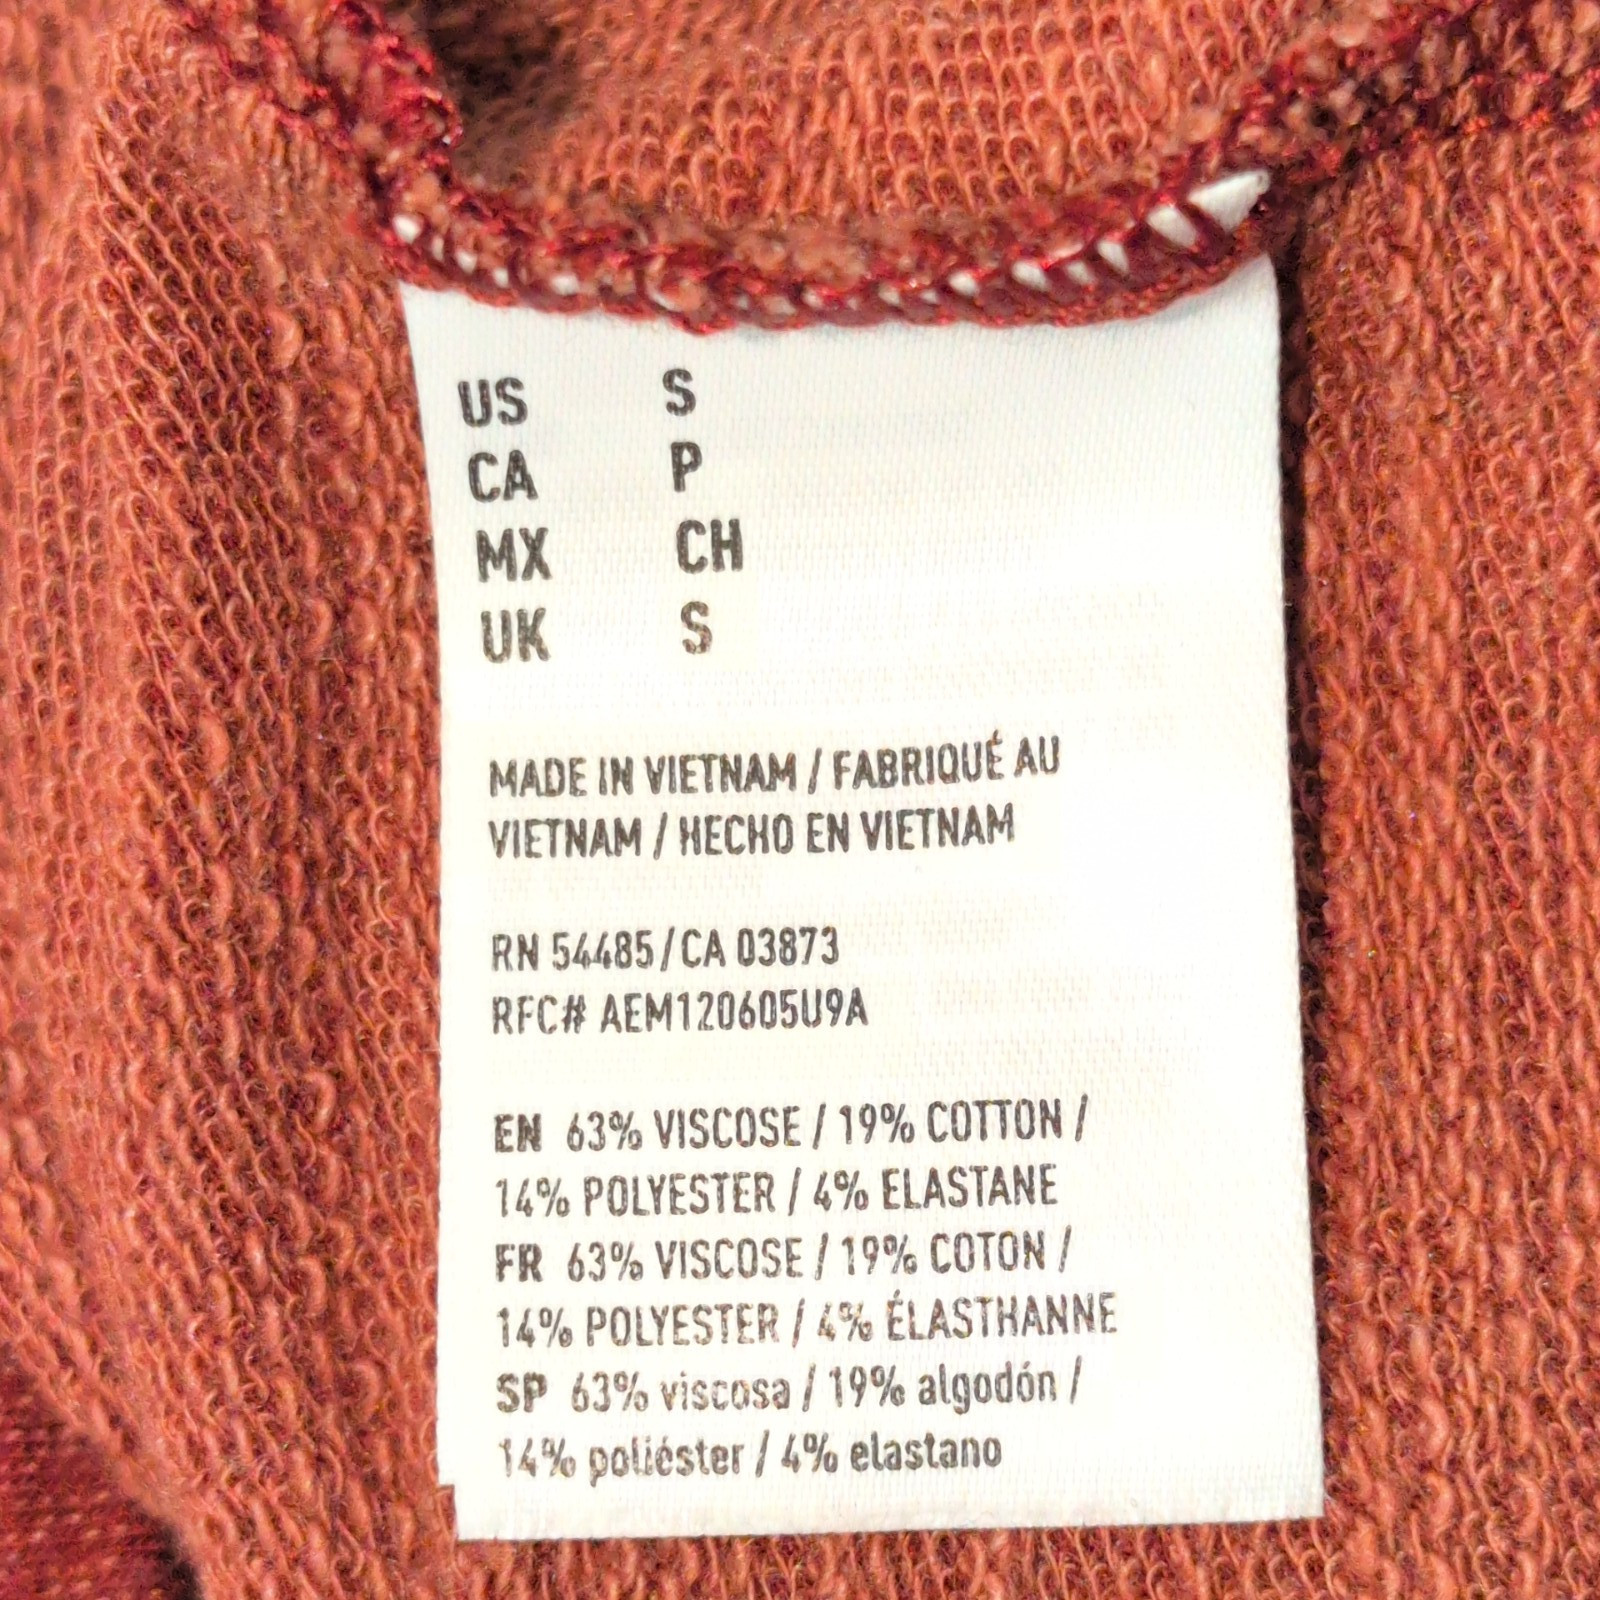 US S
CA P
MX CH
UK S
MADE IN VIETNAM / FABRIQUÉ AU
VIETNAM / HECHO EN VIETNAM
RN 54485/CA 03873
RFC# AEM120605U9A
EN 63% VISCOSE / 19% COTTON /
14% POLYESTER / 4% ELASTANE
FR 63% VISCOSE / 19% COTON /
14% POLYESTER / 4% ÉLASTHANNE
SP 63% viscosa / 19% algodón /
14% poliéster / 4% elastano